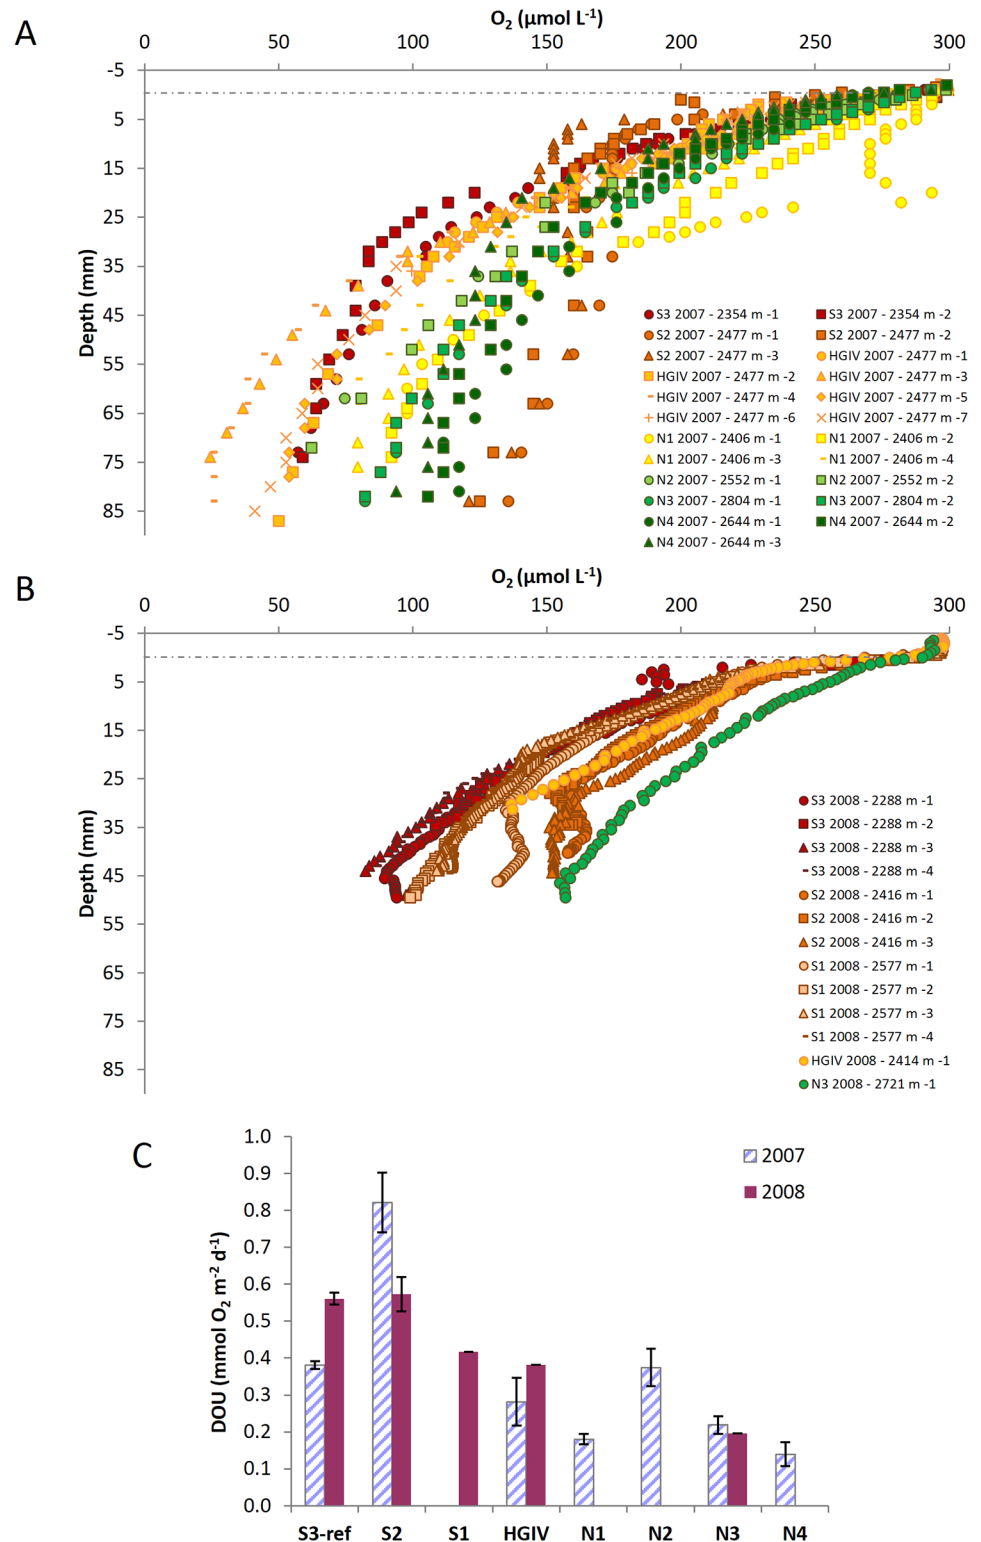 A
O2 (µmol L-1)
0 50 100 150 200 250 300
-5
5
15
25
35
45
55
65
75
85
Depth (mm)
S3 2007 - 2354 m -1 S3 2007 - 2354 m -2
S2 2007 - 2477 m -1 S2 2007 - 2477 m -2
S2 2007 - 2477 m -3 HGIV 2007 - 2477 m -1
HGIV 2007 - 2477 m -2 HGIV 2007 - 2477 m -3
HGIV 2007 - 2477 m -4 HGIV 2007 - 2477 m -5
HGIV 2007 - 2477 m -6 HGIV 2007 - 2477 m -7
N1 2007 - 2406 m -1 N1 2007 - 2406 m -2
N1 2007 - 2406 m -3 N1 2007 - 2406 m -4
N2 2007 - 2552 m -1 N2 2007 - 2552 m -2
N3 2007 - 2804 m -1 N3 2007 - 2804 m -2
N4 2007 - 2644 m -1 N4 2007 - 2644 m -2
N4 2007 - 2644 m -3
B
O2 (µmol L-1)
0 50 100 150 200 250 300
-5
5
15
25
35
45
55
65
75
85
Depth (mm)
S3 2008 - 2288 m -1
S3 2008 - 2288 m -2
S3 2008 - 2288 m -3
S3 2008 - 2288 m -4
S2 2008 - 2416 m -1
S2 2008 - 2416 m -2
S2 2008 - 2416 m -3
S1 2008 - 2577 m -1
S1 2008 - 2577 m -2
S1 2008 - 2577 m -3
S1 2008 - 2577 m -4
HGIV 2008 - 2414 m -1
N3 2008 - 2721 m -1
C
1.0
0.9
0.8
0.7
0.6
0.5
0.4
0.3
0.2
0.1
0.0
DOU (mmol O2 m-2 d-1)
2007
2008
S3-ref S2 S1 HGIV N1 N2 N3 N4